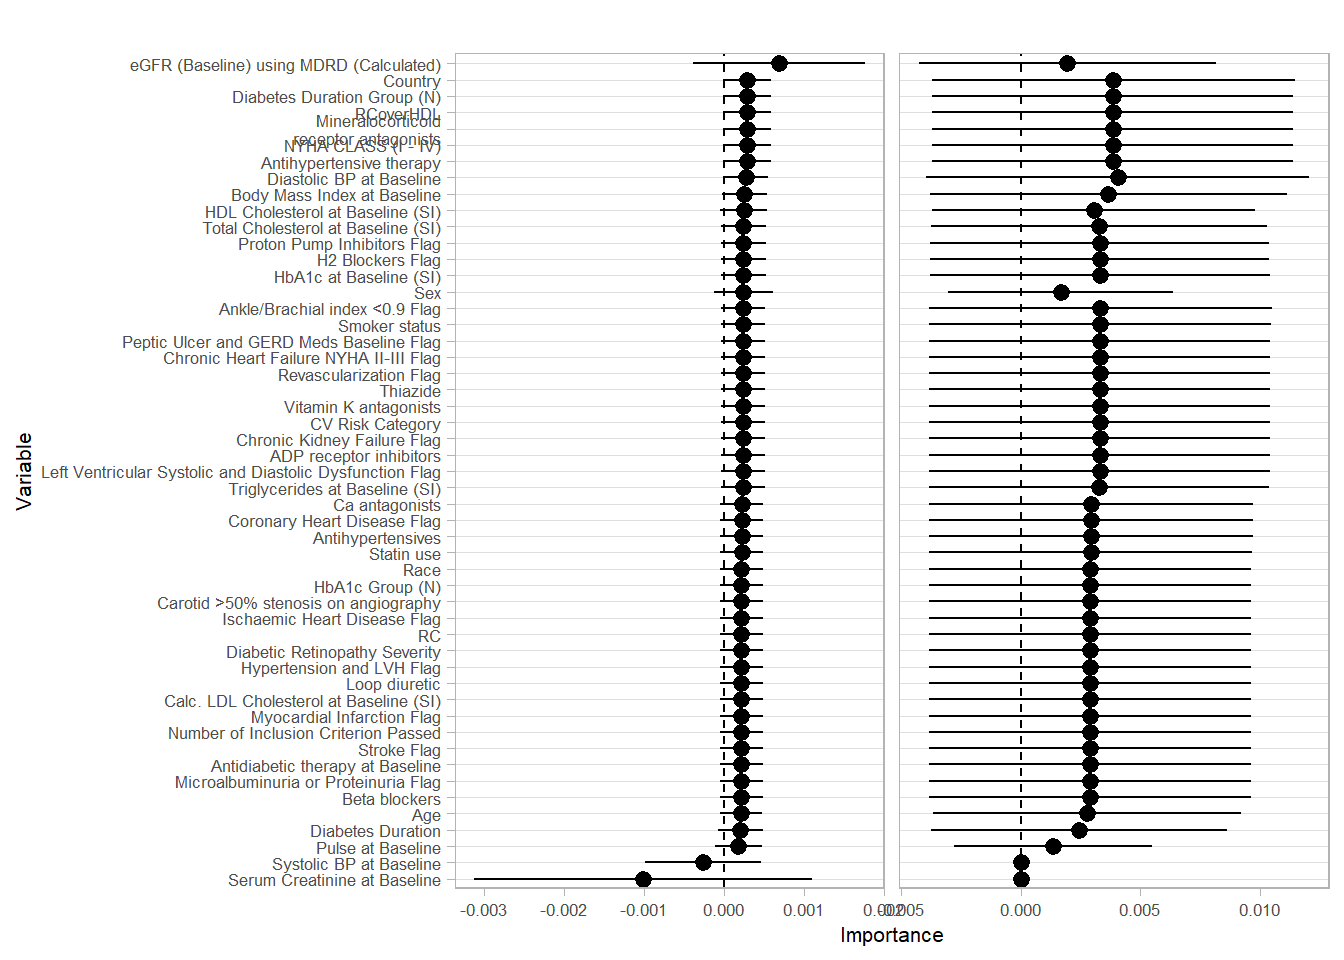 eGFR (Baseline) using MDRD (Calculated)
Country
Diabetes Duration Group (N)
RCoverHDL
Mineralocorticoid
receptor antagonists
NYHA CLASS (I - IV)
Antihypertensive therapy
Diastolic BP at Baseline
Body Mass Index at Baseline
HDL Cholesterol at Baseline (SI)
Total Cholesterol at Baseline (SI)
Proton Pump Inhibitors Flag
H2 Blockers Flag
HbA1c at Baseline (SI)
Sex
Ankle/Brachial index <0.9 Flag
Smoker status
Peptic Ulcer and GERD Meds Baseline Flag
Chronic Heart Failure NYHA II-III Flag
Revascularization Flag
Thiazide
Vitamin K antagonists
CV Risk Category
Chronic Kidney Failure Flag
ADP receptor inhibitors
Left Ventricular Systolic and Diastolic Dysfunction Flag
Triglycerides at Baseline (SI)
Ca antagonists
Coronary Heart Disease Flag
Antihypertensives
Statin use
Race
HbA1c Group (N)
Carotid >50% stenosis on angiography
Ischaemic Heart Disease Flag
RC
Diabetic Retinopathy Severity
Hypertension and LVH Flag
Loop diuretic
Calc. LDL Cholesterol at Baseline (SI)
Myocardial Infarction Flag
Number of Inclusion Criterion Passed
Stroke Flag
Antidiabetic therapy at Baseline
Microalbuminuria or Proteinuria Flag
Beta blockers
Age
Diabetes Duration
Pulse at Baseline
Systolic BP at Baseline
Serum Creatinine at Baseline
Variable
-0.003 -0.002 -0.001 0.000 0.001 0.002 -0.005 0.000 0.005 0.010
Importance